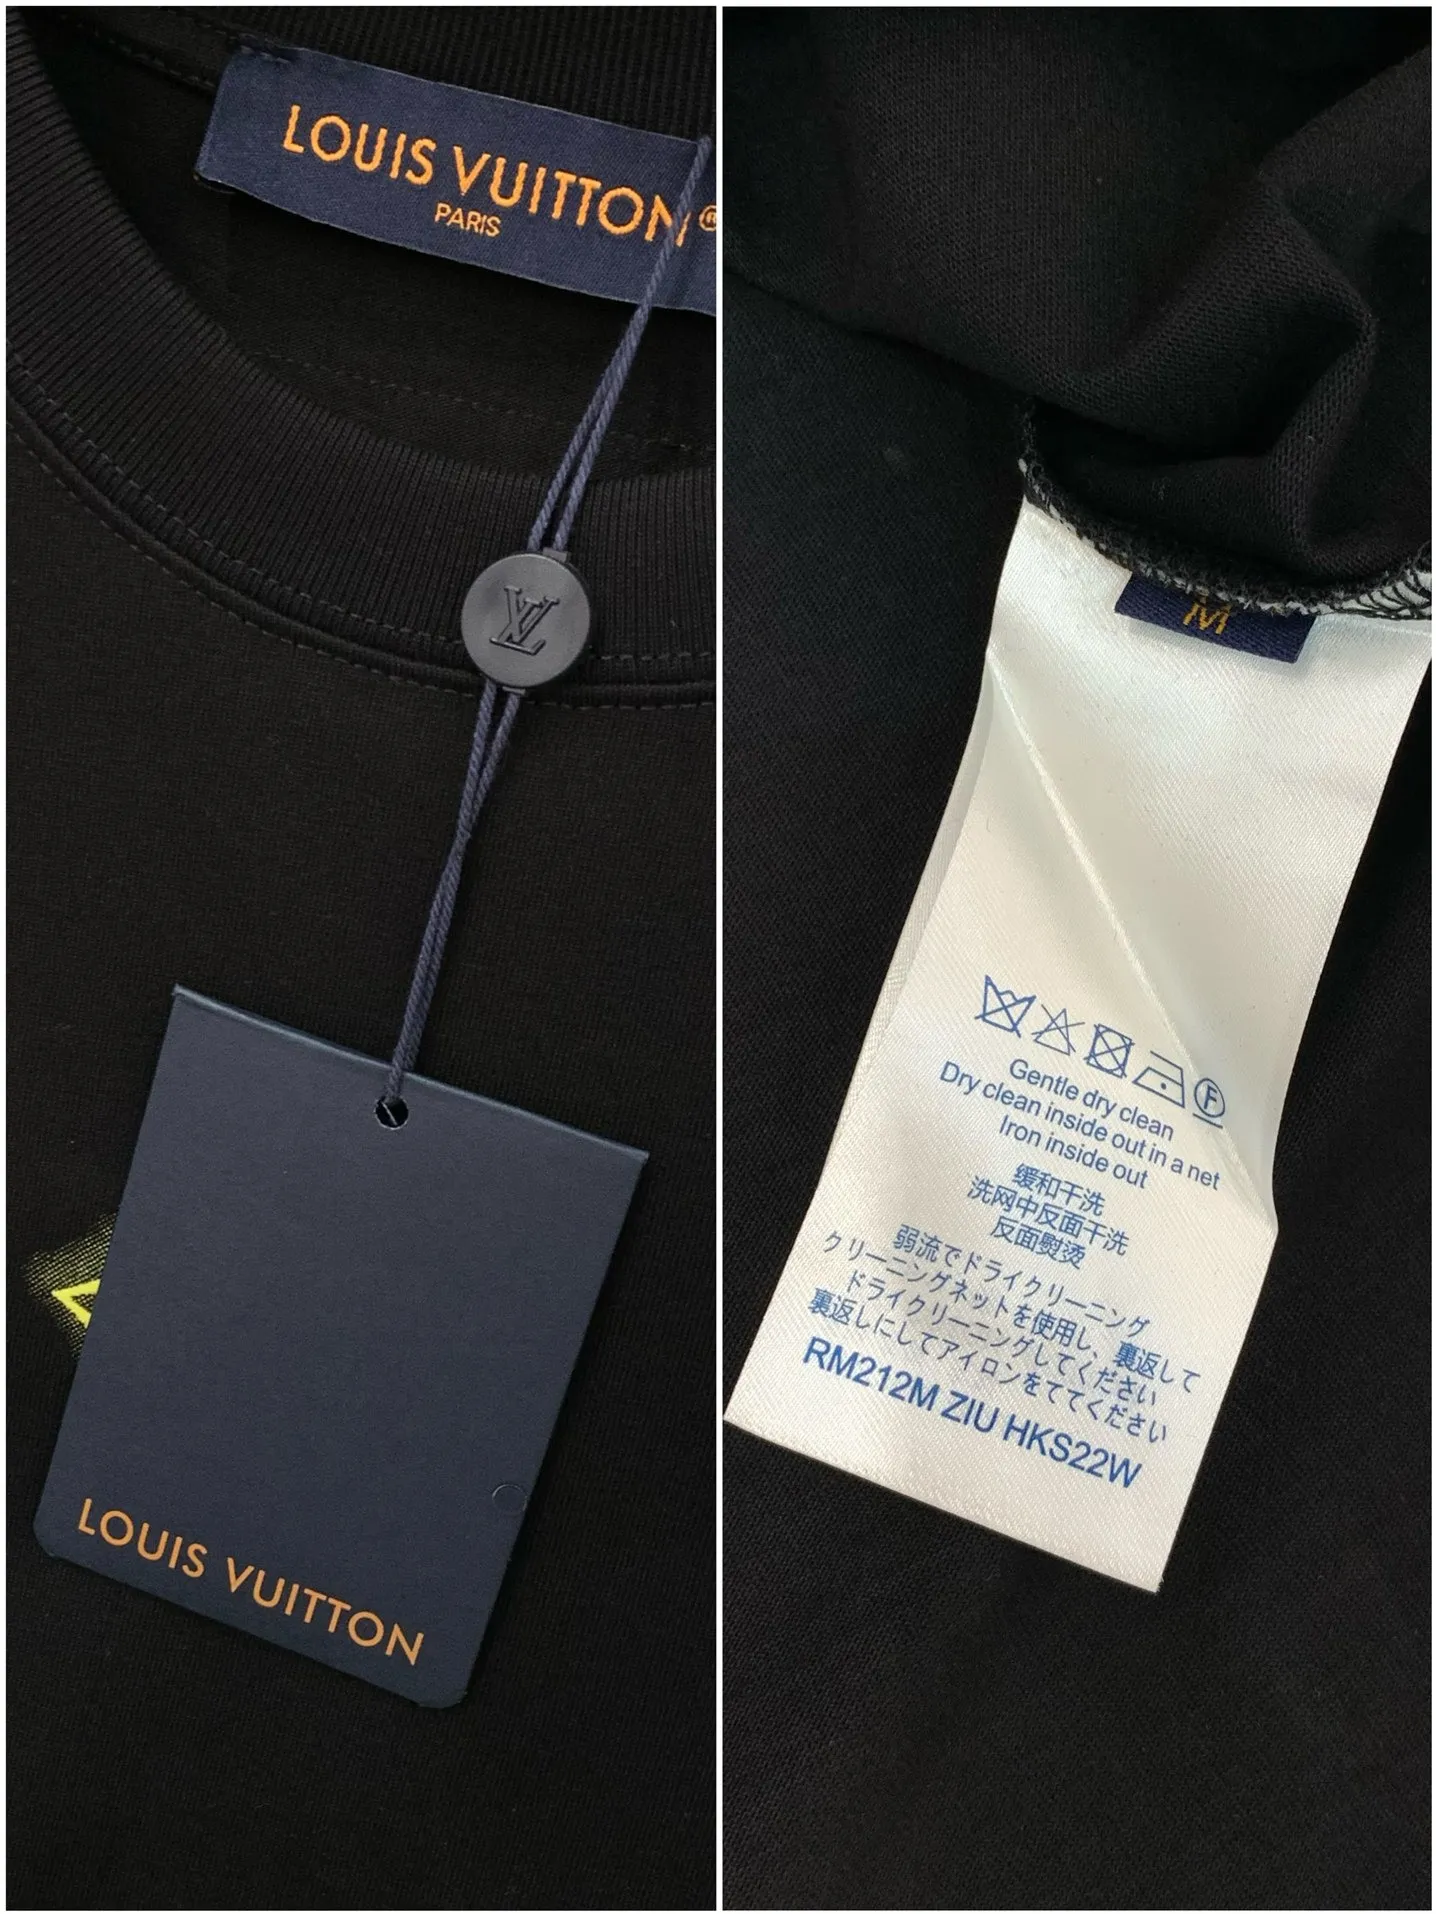 LOUIS VUITTON®
PARIS
LV
LOUIS VUITTON
M
F
Gentle dry clean
Dry clean inside out in a net
Iron inside out
缓和干洗
洗网中反面干洗
反面熨烫
弱流でドライクリーニング
クリーニングネットを使用し、裏返して
ドライクリーニングしてください
裏返しにしてアイロンをててください
RM212M ZIU HKS22W